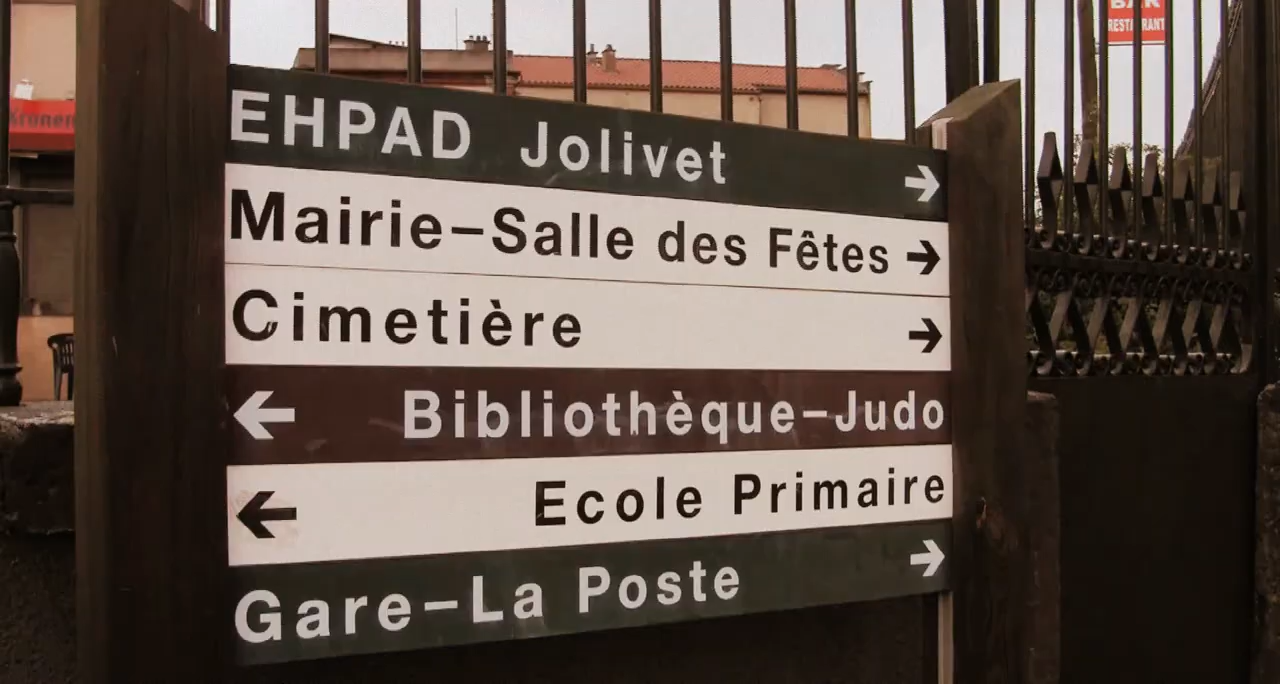 BAR
RESTAURANT
EHPAD Jolivet
Mairie-Salle des Fêtes
Cimetière
Bibliothèque-Judo
Ecole Primaire
Gare-La Poste